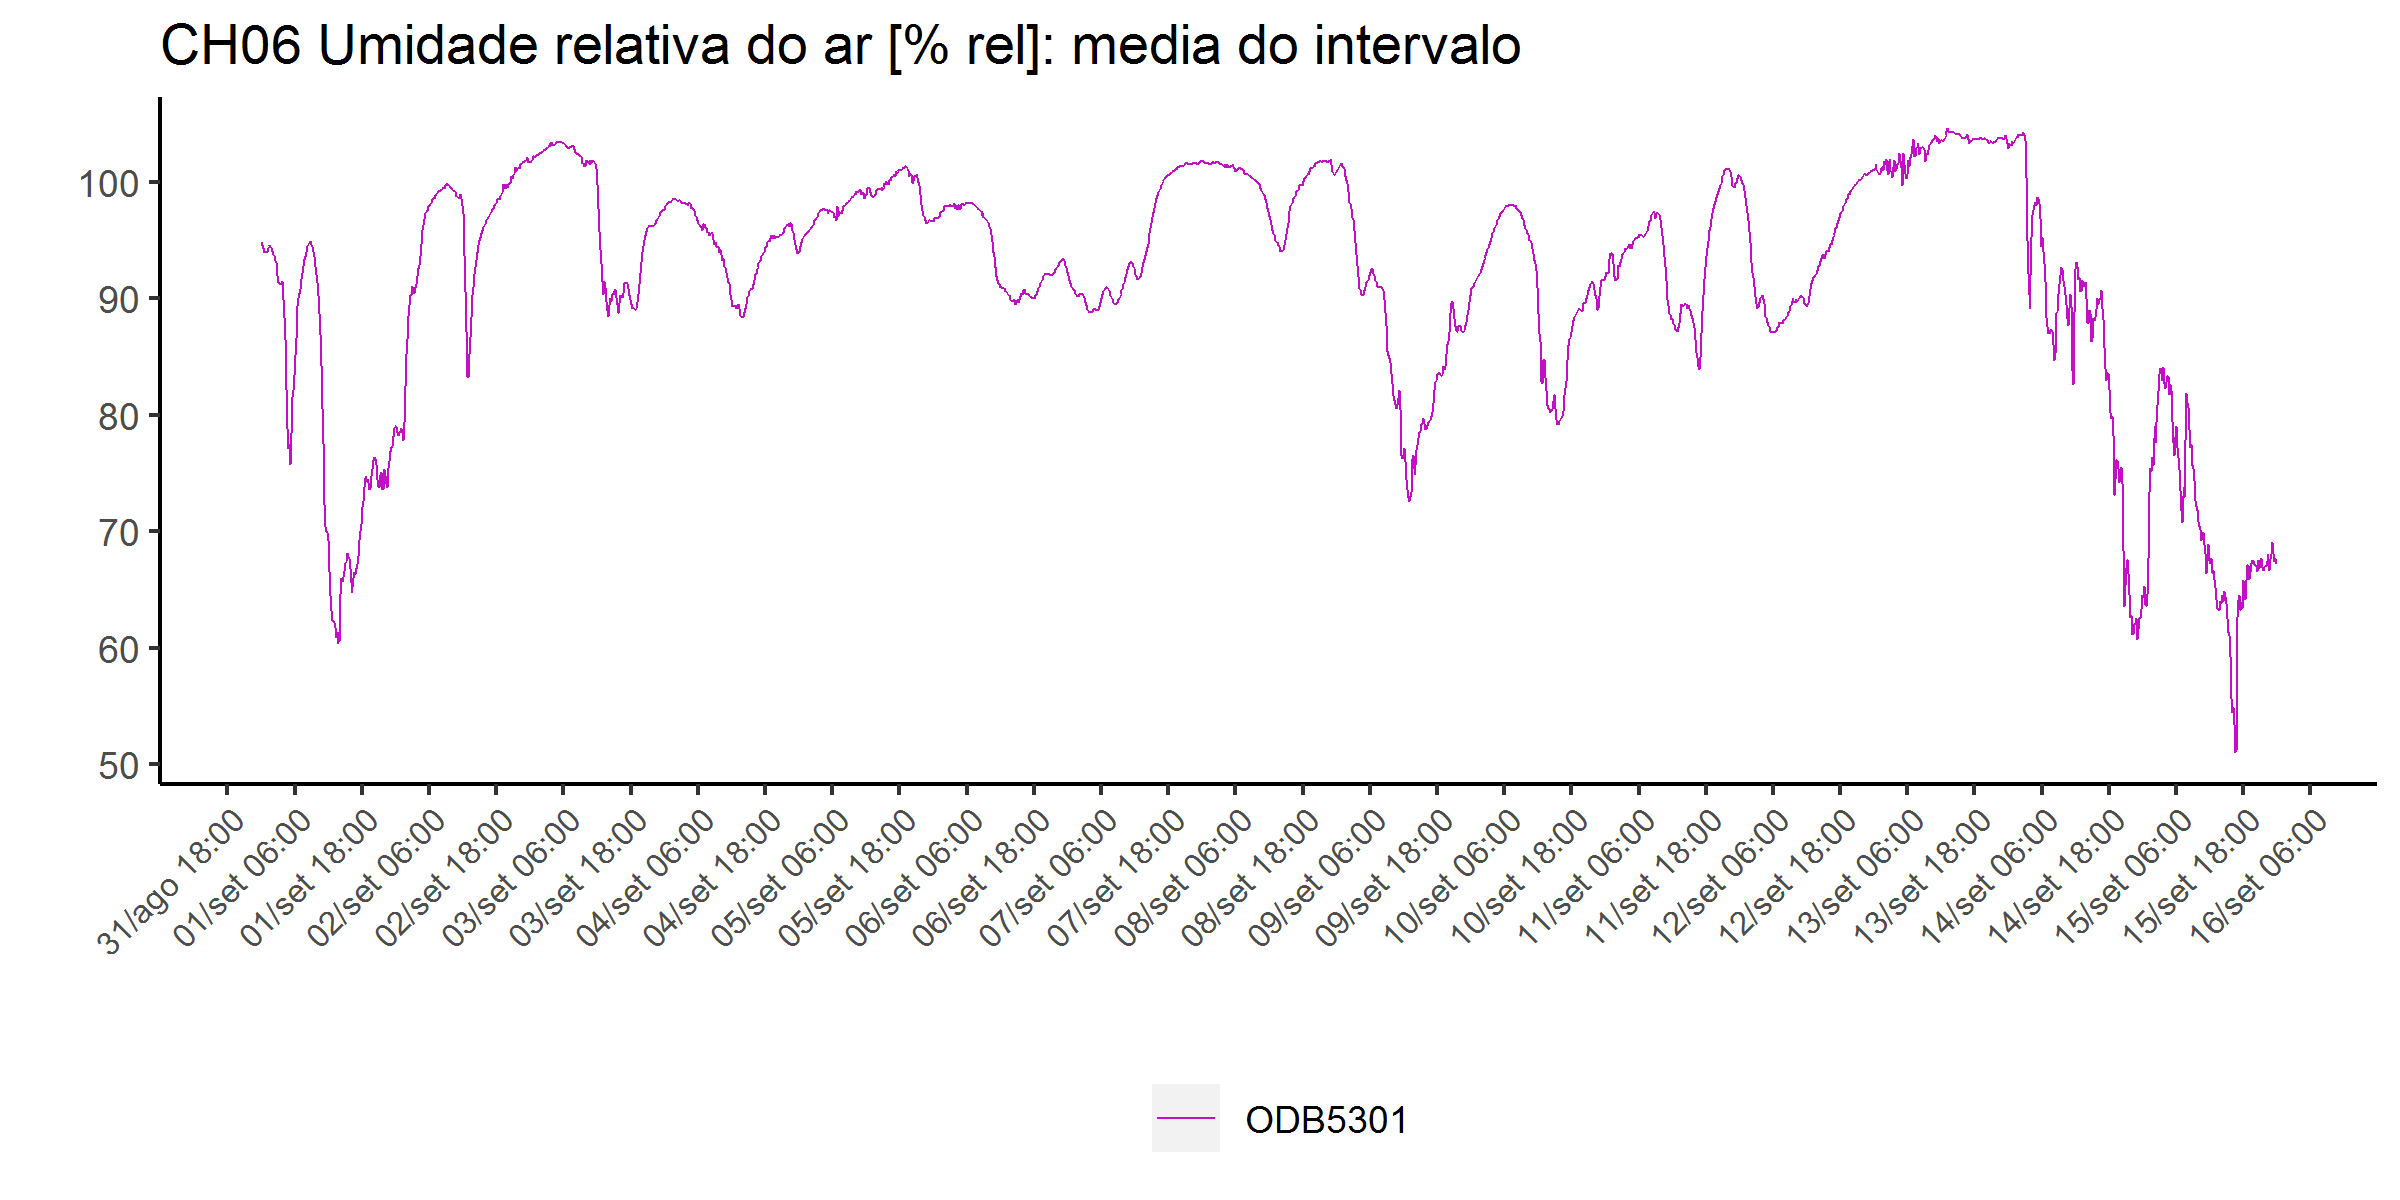 CH06 Umidade relativa do ar [% rel]: media do intervalo
100
90
80
70
60
50
31/ago 18:00
01/set 06:00
01/set 18:00
02/set 06:00
02/set 18:00
03/set 06:00
03/set 18:00
04/set 06:00
04/set 18:00
05/set 06:00
05/set 18:00
06/set 06:00
06/set 18:00
07/set 06:00
07/set 18:00
08/set 06:00
08/set 18:00
09/set 06:00
09/set 18:00
10/set 06:00
10/set 18:00
11/set 06:00
11/set 18:00
12/set 06:00
12/set 18:00
13/set 06:00
13/set 18:00
14/set 06:00
14/set 18:00
15/set 06:00
15/set 18:00
16/set 06:00
ODB5301